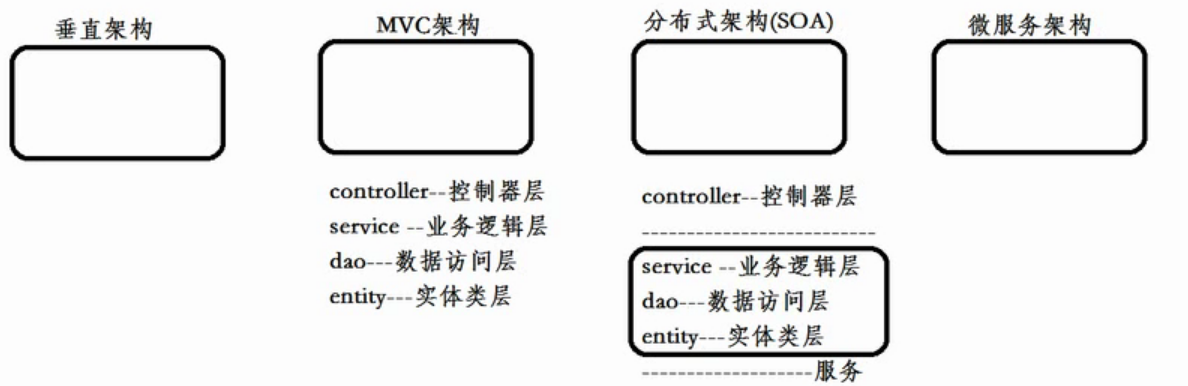 垂直架构
MVC架构
分布式架构(SOA)
微服务架构
controller--控制器层
service --业务逻辑层
dao---数据访问层
entity---实体类层
controller--控制器层
--------------------------
service --业务逻辑层
dao---数据访问层
entity---实体类层
-------------------服务